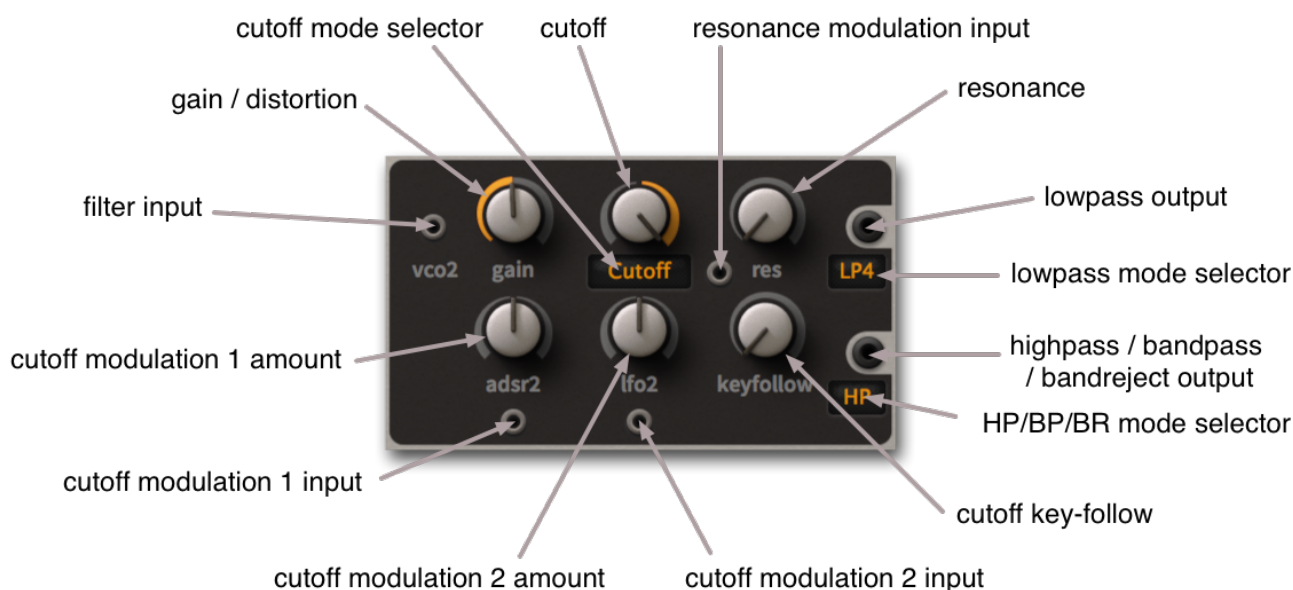 cutoff mode selector
cutoff
resonance modulation input
gain / distortion
resonance
filter input
lowpass output
vco2
gain
Cutoff
res
LP4
lowpass mode selector
cutoff modulation 1 amount
adsr2
lfo2
keyfollow
highpass / bandpass
/ bandreject output
HP
HP/BP/BR mode selector
cutoff modulation 1 input
cutoff key-follow
cutoff modulation 2 amount
cutoff modulation 2 input